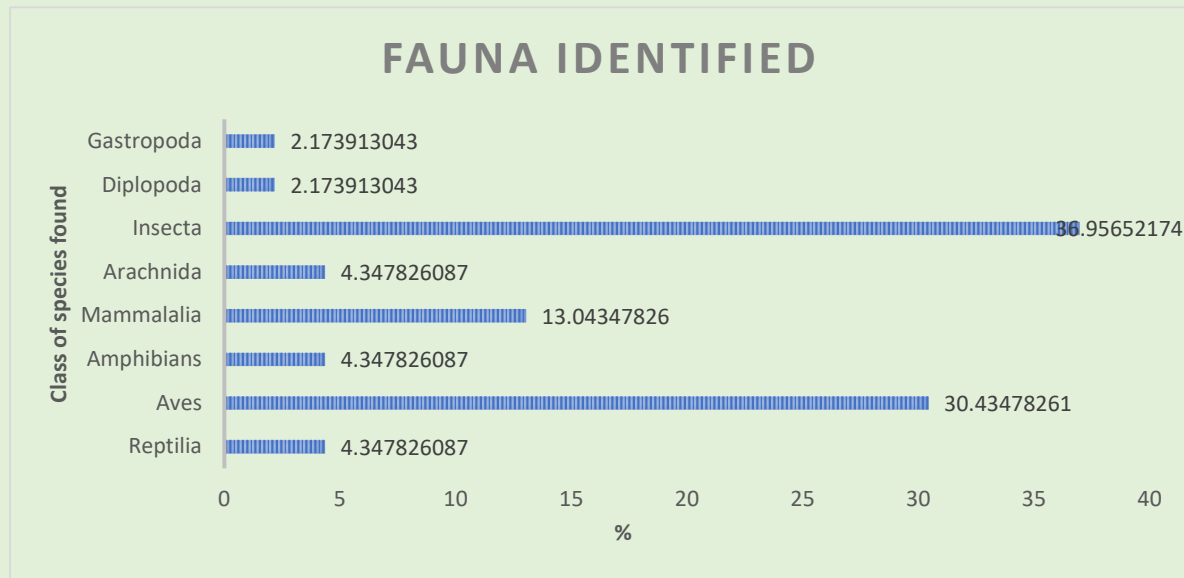 FAUNA IDENTIFIED
Class of species found
Gastropoda 2.173913043
Diplopoda 2.173913043
Insecta 36.95652174
Arachnida 4.347826087
Mammalalia 13.04347826
Amphibians 4.347826087
Aves 30.43478261
Reptilia 4.347826087
0 5 10 15 20 25 30 35 40
%